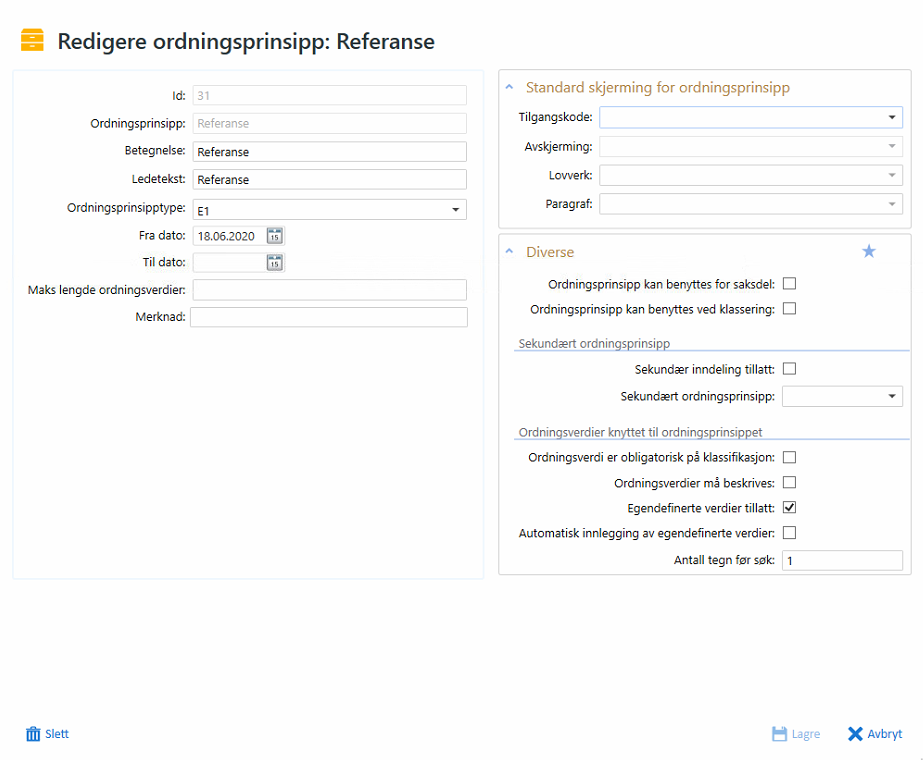 Redigere ordningsprinsipp: Referanse
Id: 31
Ordningsprinsipp: Referanse
Betegnelse: Referanse
Ledetekst: Referanse
Ordningsprinsipptype: E1
Fra dato: 18.06.2020 15
Til dato: 15
Maks lengde ordningsverdier:
Merknad:
Standard skjerming for ordningsprinsipp
Tilgangskode:
Avskjerming:
Lovverk:
Paragraf:
Diverse
Ordningsprinsipp kan benyttes for saksdel:
Ordningsprinsipp kan benyttes ved klassering:
Sekundært ordningsprinsipp
Sekundær inndeling tillatt:
Sekundært ordningsprinsipp:
Ordningsverdier knyttet til ordningsprinsippet
Ordningsverdi er obligatorisk på klassifikasjon:
Ordningsverdier må beskrives:
Egendefinerte verdier tillatt:
Automatisk innlegging av egendefinerte verdier:
Antall tegn før søk: 1
Slett
Lagre
Avbryt